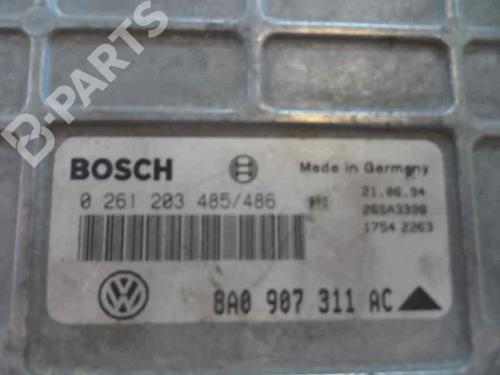 B-PARTS
BOSCH
Made in Germany
0 261 203 485/486
21.06.94
26SA3398
1754 2263
8A0 907 311 AC